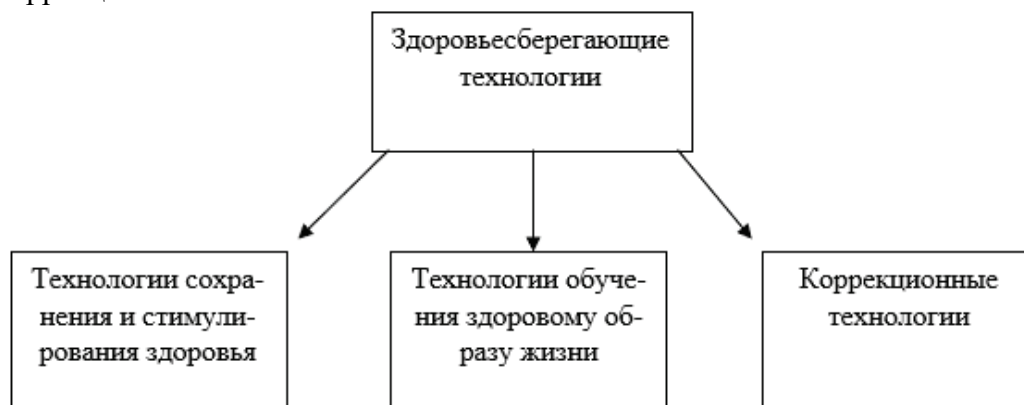 Здоровьесберегающие
технологии
Технологии сохра-
нения и стимули-
рования здоровья
Технологии обуче-
ния здоровому об-
разу жизни
Коррекционные
технологии